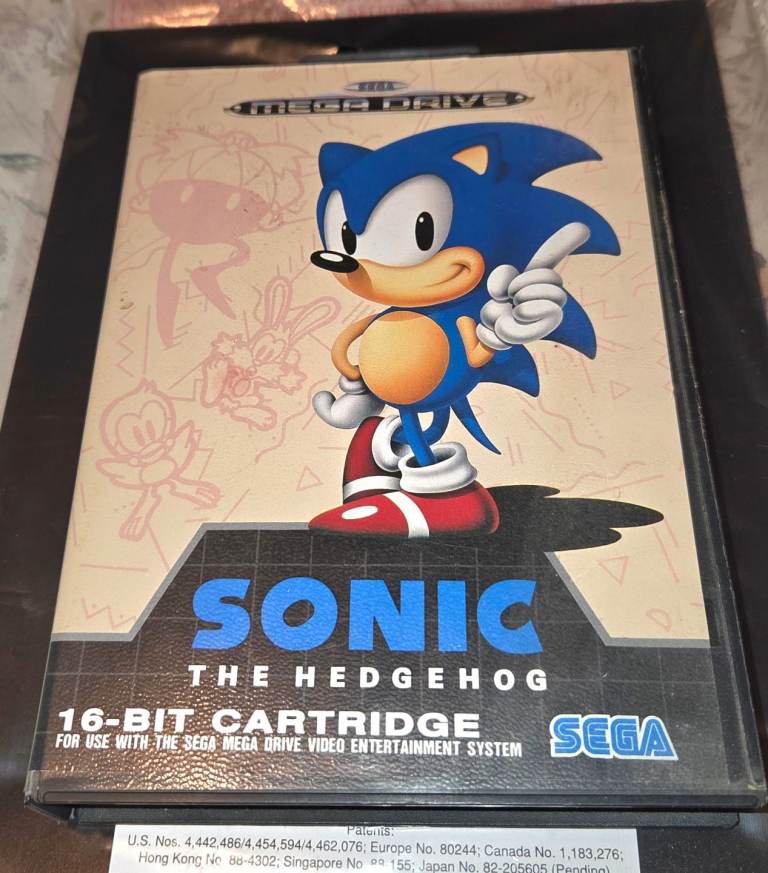 SEGA
MEGA DRIVE
SONIC
THE HEDGEHOG
16-BIT CARTRIDGE
FOR USE WITH THE SEGA MEGA DRIVE VIDEO ENTERTAINMENT SYSTEM
SEGA
Patents:
U.S. Nos. 4,442,486/4,454,594/4,462,076; Europe No. 80244; Canada No. 1,183,276;
Hong Kong No. 88-4302; Singapore No. 88-155; Japan No. 82-205605 (Pending)